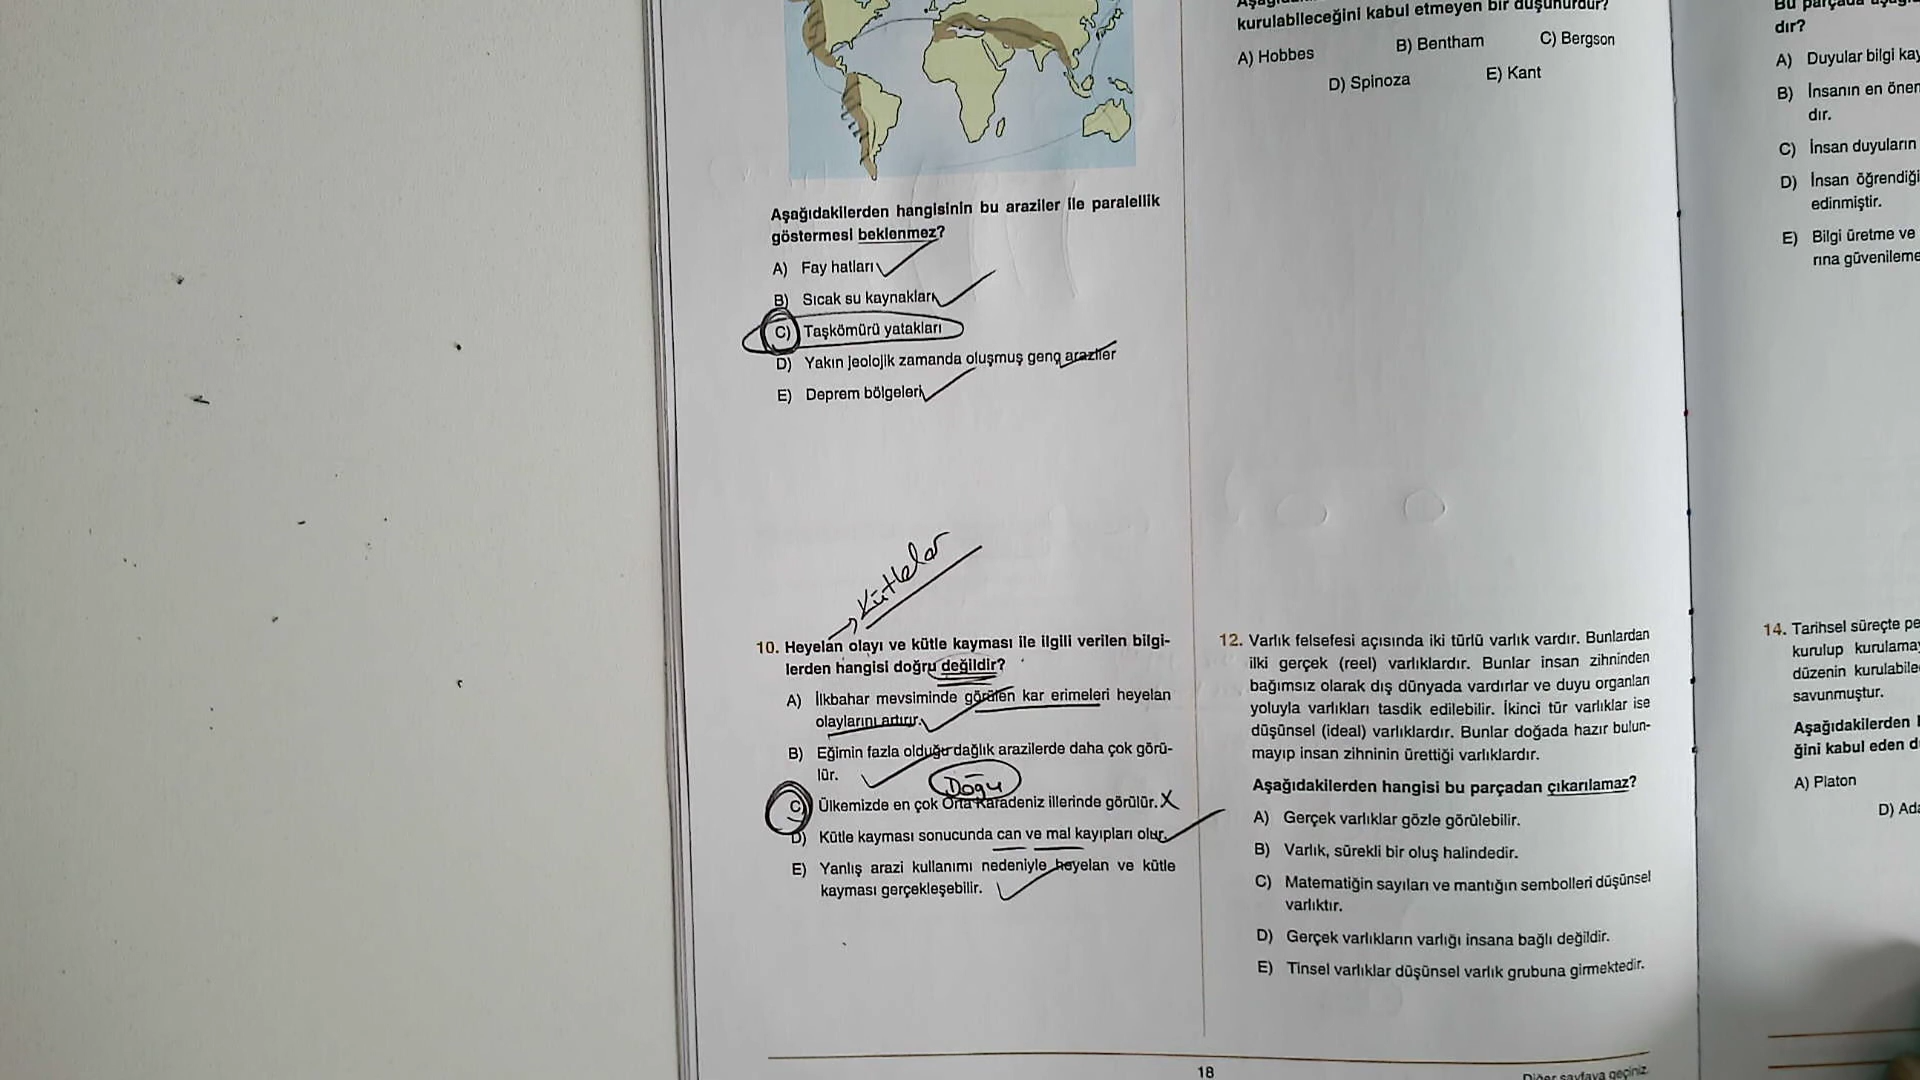 Aşağıdakilerden hangisinin bu araziler ile paralellik
göstermesi beklenmez?
A) Fay hatları
B) Sıcak su kaynakları
C) Taşkömürü yatakları
D) Yakın jeolojik zamanda oluşmuş genç araziler
E) Deprem bölgeleri
Kütleler
10. Heyelan olayı ve kütle kayması ile ilgili verilen bilgi-
lerden hangisi doğru değildir?
A) İlkbahar mevsiminde görülen kar erimeleri heyelan
olaylarını artırır.
B) Eğimin fazla olduğu dağlık arazilerde daha çok görü-
lür.
Doğu
C) Ülkemizde en çok Orta Karadeniz illerinde görülür. X
D) Kütle kayması sonucunda can ve mal kayıpları olur.
E) Yanlış arazi kullanımı nedeniyle heyelan ve kütle
kayması gerçekleşebilir.
kurulabileceğini kabul etmeyen bir düşünürdür?
A) Hobbes B) Bentham C) Bergson
D) Spinoza E) Kant
12. Varlık felsefesi açısında iki türlü varlık vardır. Bunlardan
ilki gerçek (reel) varlıklardır. Bunlar insan zihninden
bağımsız olarak dış dünyada vardırlar ve duyu organları
yoluyla varlıkları tasdik edilebilir. İkinci tür varlıklar ise
düşünsel (ideal) varlıklardır. Bunlar doğada hazır bulun-
mayıp insan zihninin ürettiği varlıklardır.
Aşağıdakilerden hangisi bu parçadan çıkarılamaz?
A) Gerçek varlıklar gözle görülebilir.
B) Varlık, sürekli bir oluş halindedir.
C) Matematiğin sayıları ve mantığın sembolleri düşünsel
varlıktır.
D) Gerçek varlıkların varlığı insana bağlı değildir.
E) Tinsel varlıklar düşünsel varlık grubuna girmektedir.
18
Diğer sayfaya geçiniz.
Bu parçada
dır?
A) Duyular bilgi
B) İnsanın en
dır.
C) İnsan duyuların
D) İnsan öğrendiği
edinmiştir.
E) Bilgi üretme ve
rına
14. Tarihsel süreçte
kurulup
düzenin
savunmuştur.
Aşağıdakilerden
ğini kabul eden
A) Platon
D)